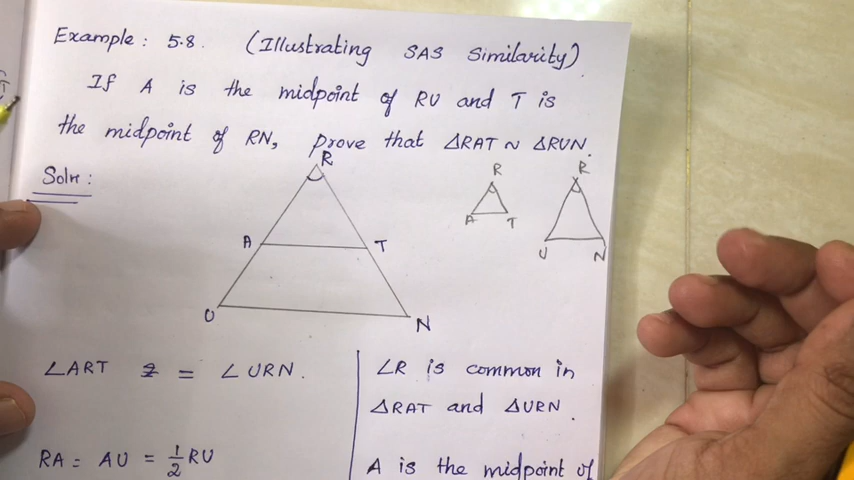 Example: 5.8. (Illustrating SAS Similarity)
If A is the midpoint of RU and T is
the midpoint of RN, prove that ΔRAT ~ ΔRUN.
Soln:
R
A T
U N
R
A T
R
U N
∠ART = ∠URN.
∠R is common in
ΔRAT and ΔURN.
RA = AU = 1/2 RU
A is the midpoint of